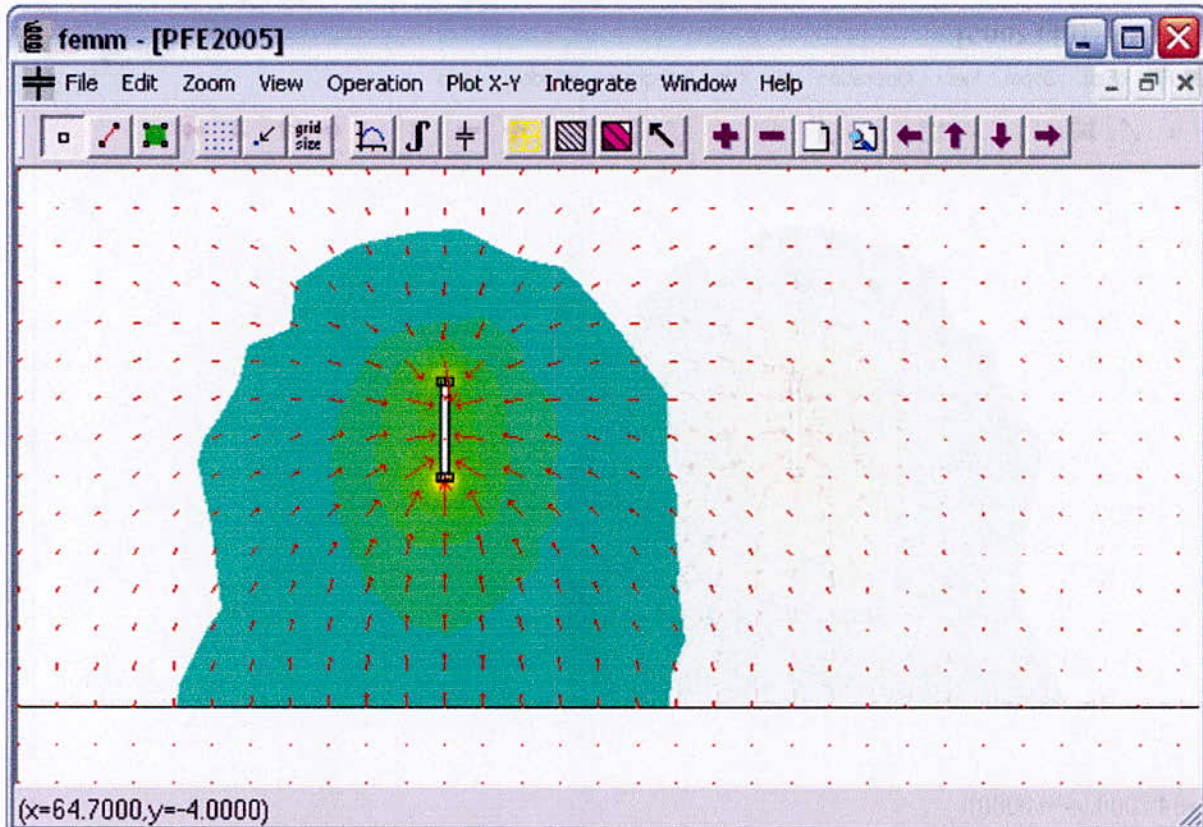 femm - [PFE2005]
File Edit Zoom View Operation Plot X-Y Integrate Window Help
grid size
(x=64.7000,y=-4.0000)